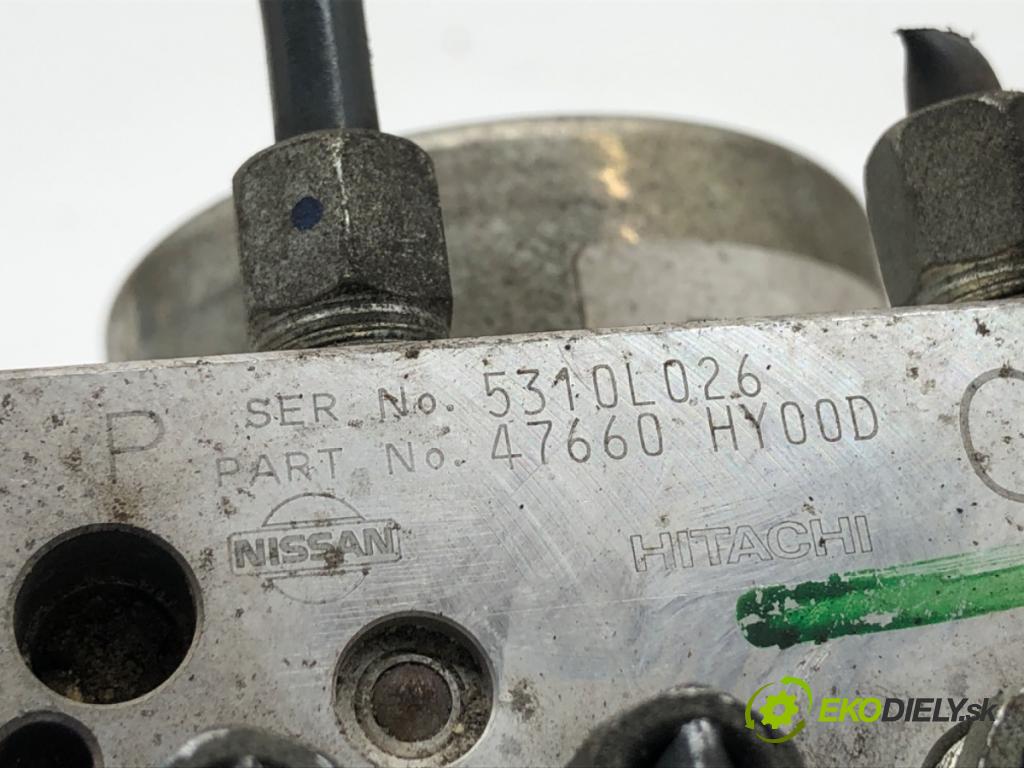 P
SER No. 5310L026
PART No. 47660 HY00D
NISSAN
HITACHI
EKODIELY.sk